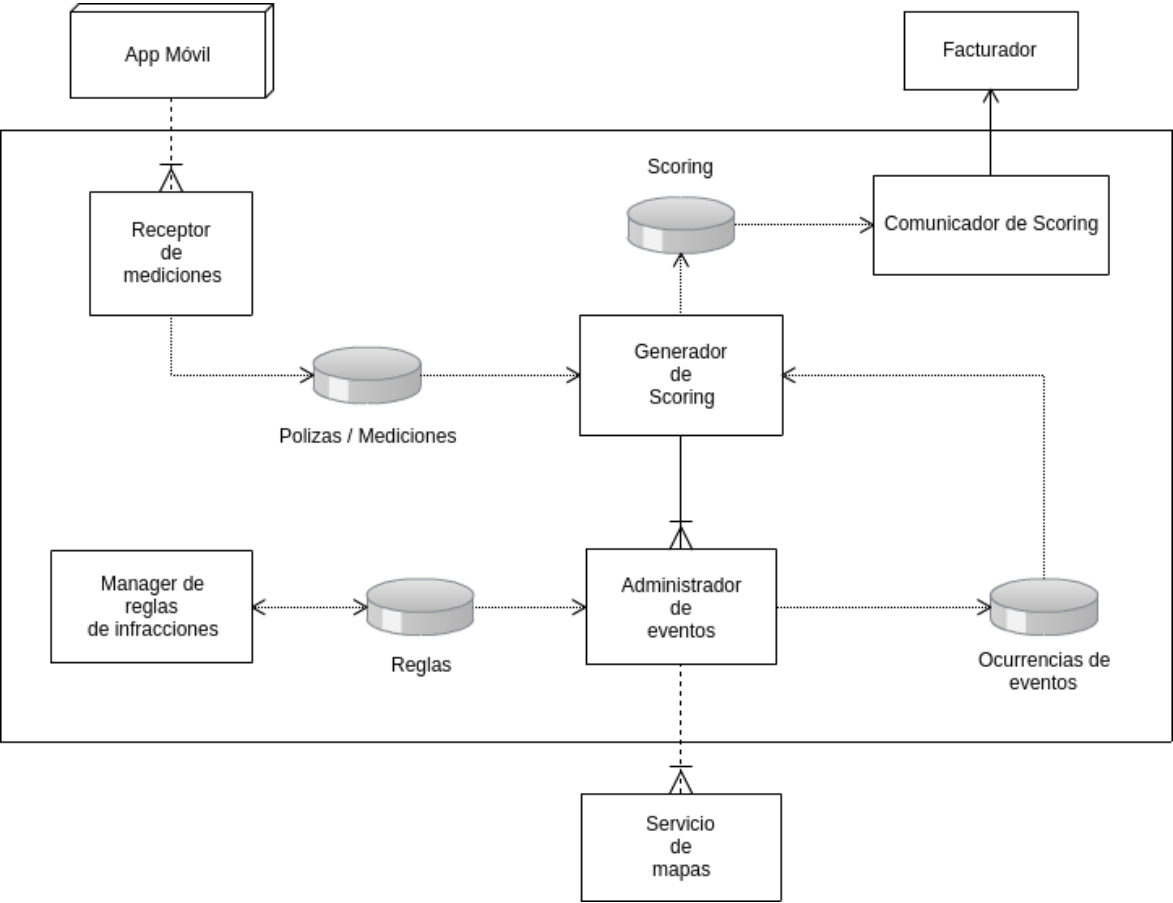 App Móvil
Facturador
Scoring
Receptor
de
mediciones
Comunicador de Scoring
Generador
de
Scoring
Polizas / Mediciones
Manager de
reglas
de infracciones
Reglas
Administrador
de
eventos
Ocurrencias de
eventos
Servicio
de
mapas